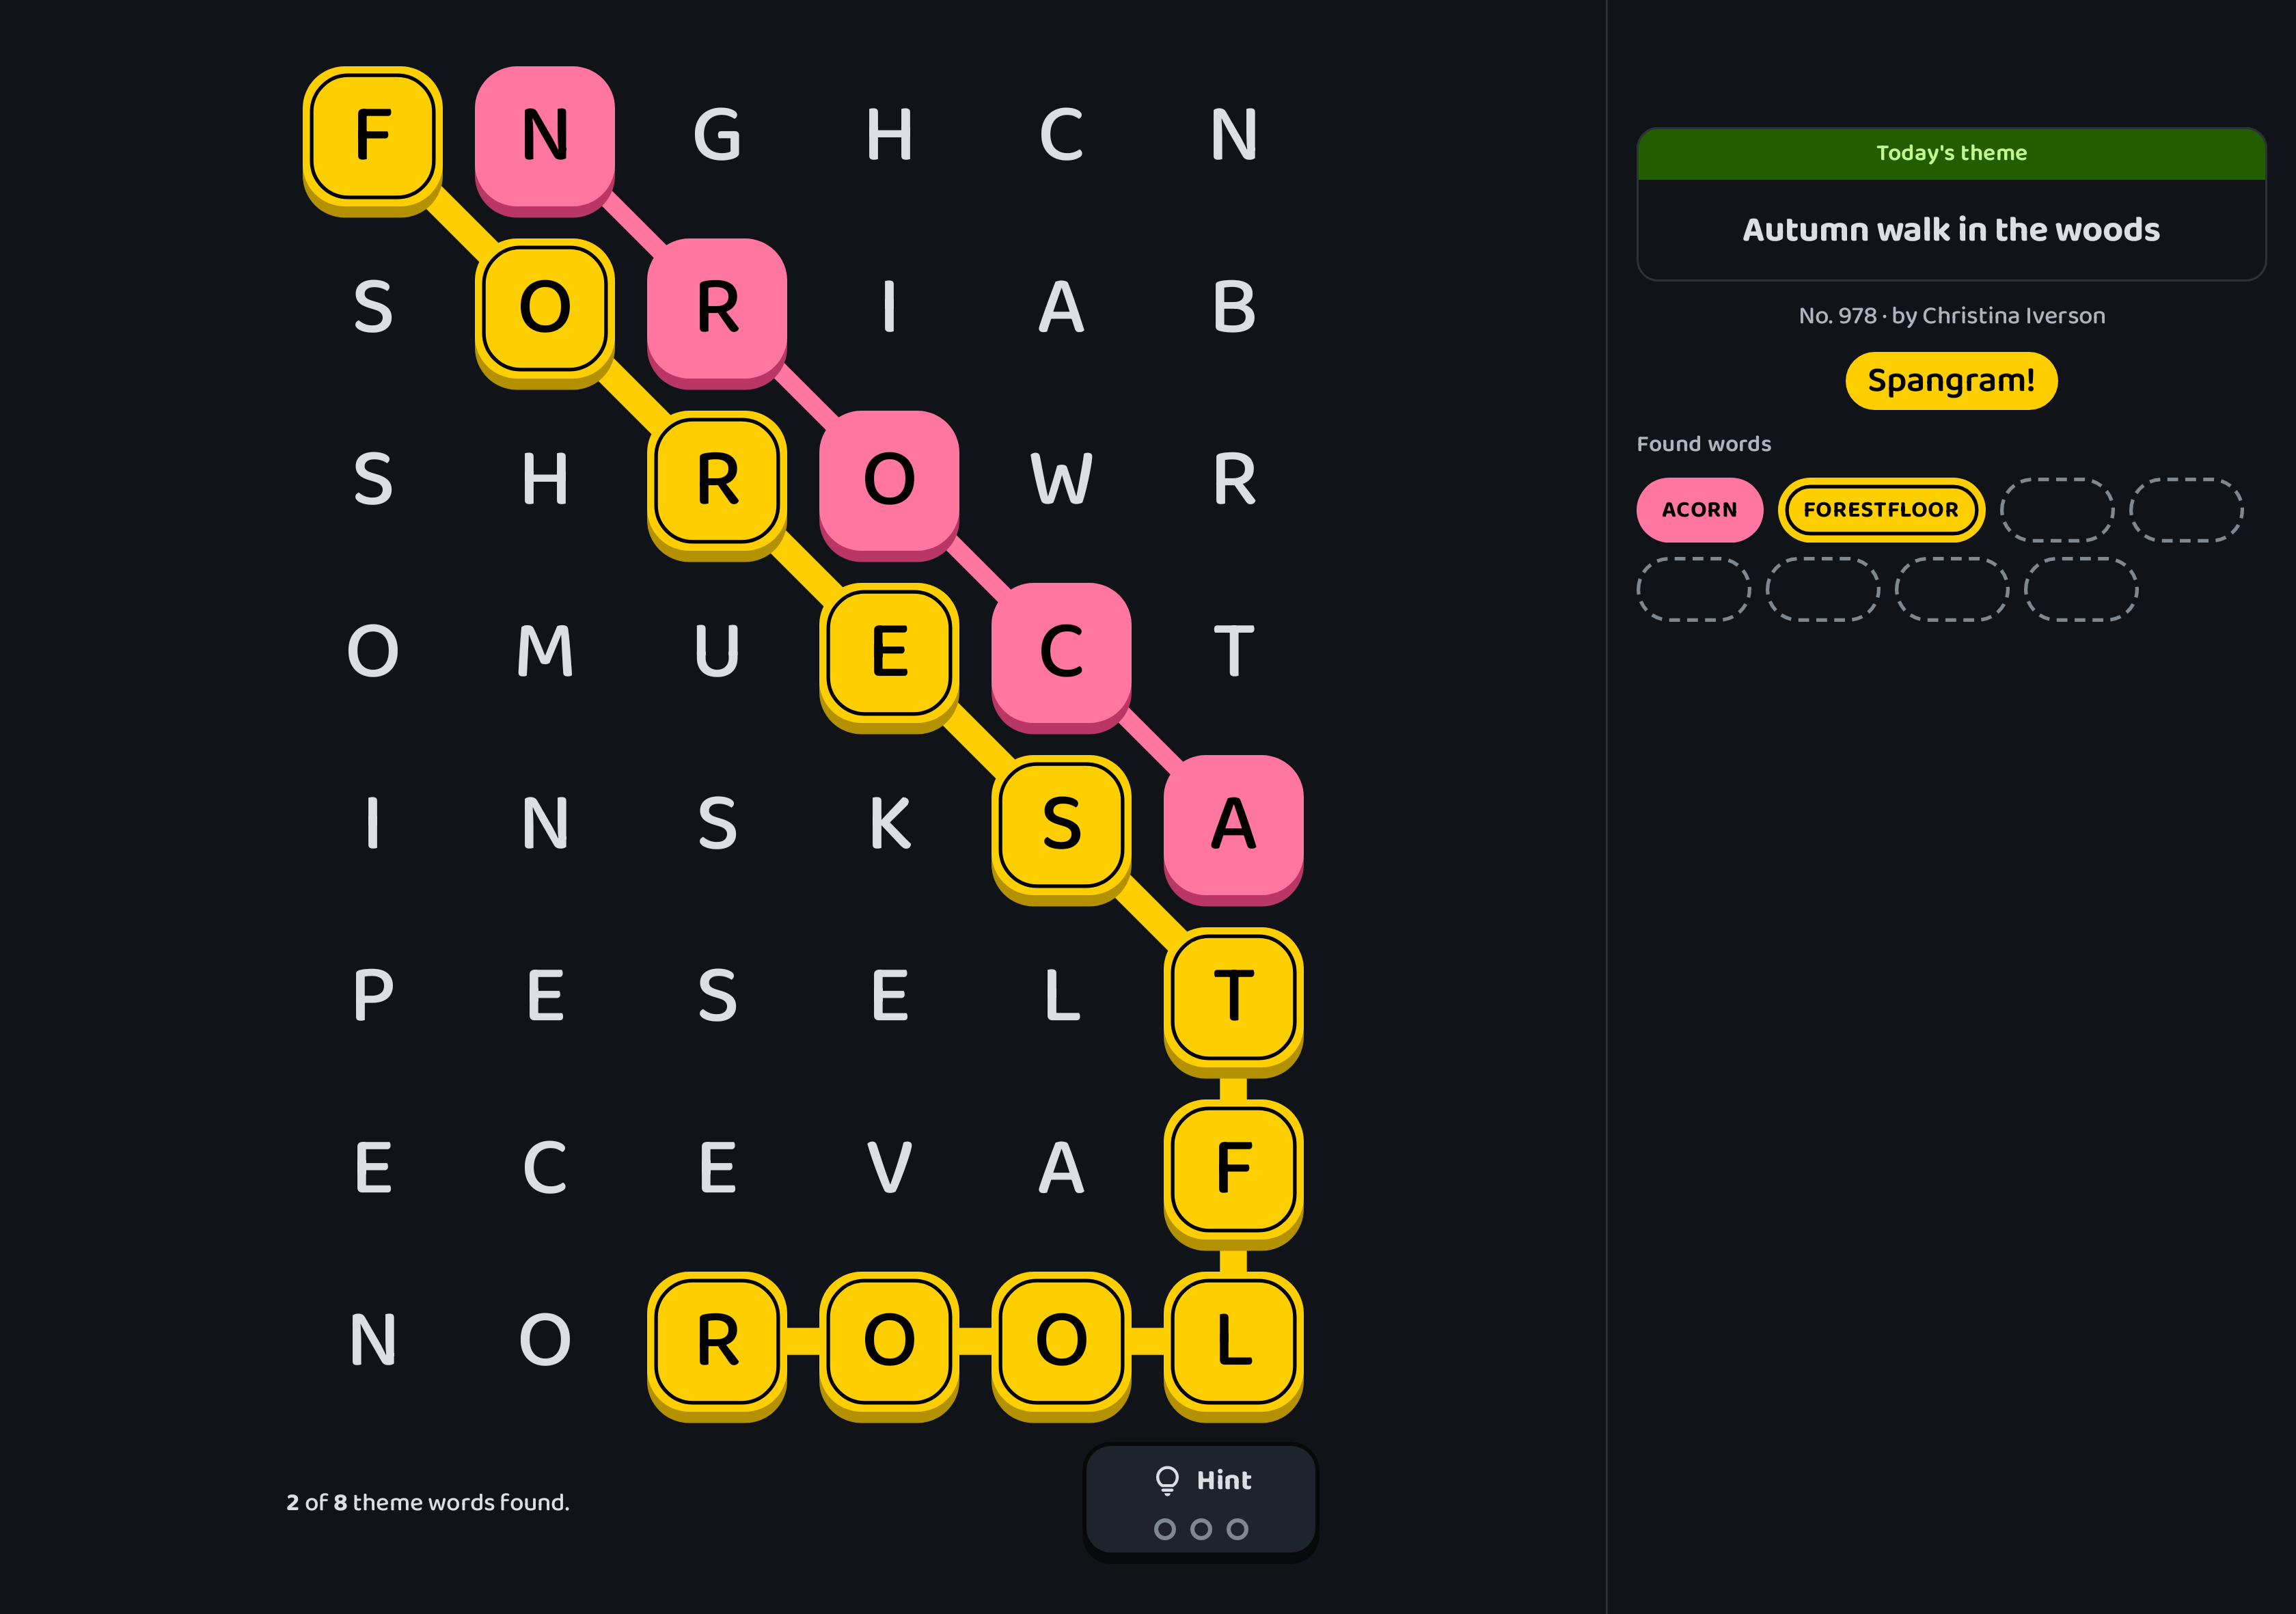 F N G H C N
S O R I A B
S H R O W R
O M U E C T
I N S K S A
P E S E L T
E C E V A F
N O R O O L
2 of 8 theme words found.
Hint
Today's theme
Autumn walk in the woods
No. 978 · by Christina Iverson
Spangram!
Found words
ACORN FORESTFLOOR